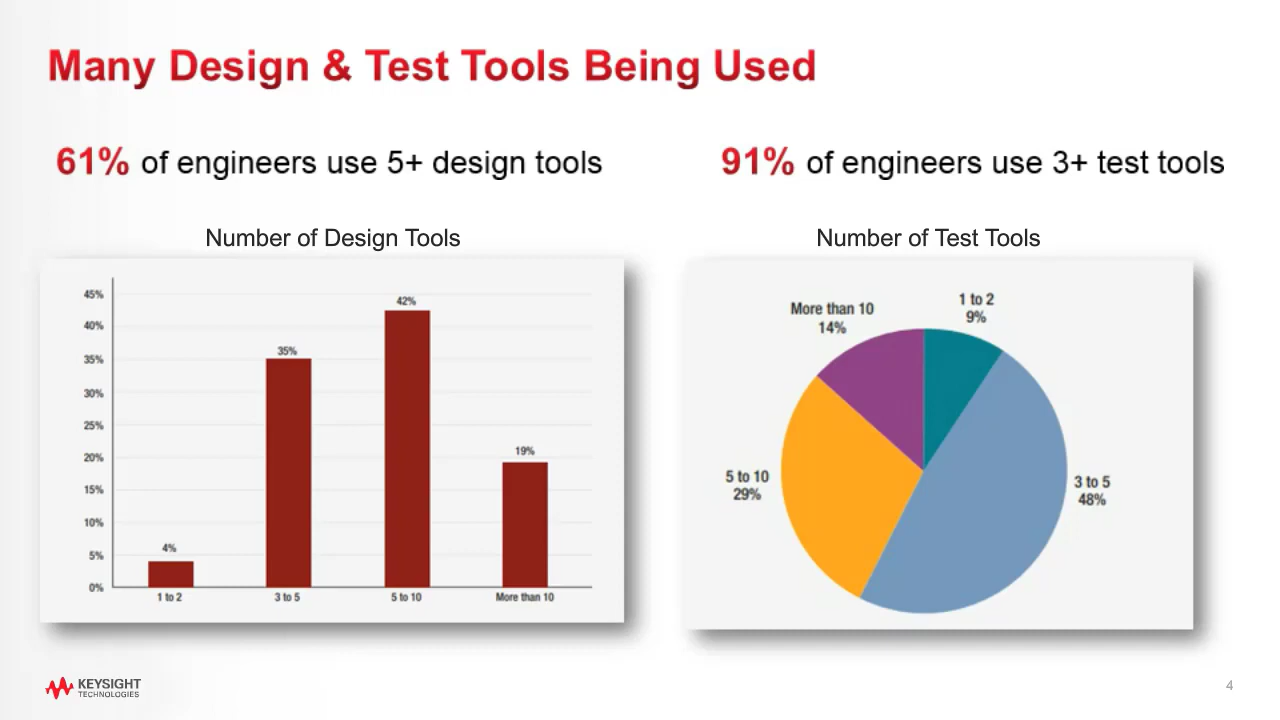 Many Design & Test Tools Being Used
61% of engineers use 5+ design tools
91% of engineers use 3+ test tools
Number of Design Tools
45%
40%
35%
30%
25%
20%
15%
10%
5%
0%
4%
35%
42%
19%
1 to 2
3 to 5
5 to 10
More than 10
Number of Test Tools
More than 10
14%
1 to 2
9%
5 to 10
29%
3 to 5
48%
KEYSIGHT
TECHNOLOGIES
4